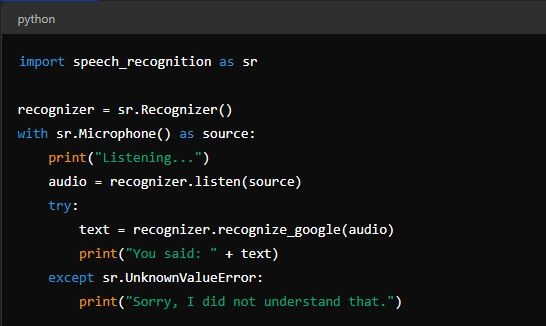 python
import speech_recognition as sr
recognizer = sr.Recognizer()
with sr.Microphone() as source:
    print("Listening...")
    audio = recognizer.listen(source)
    try:
        text = recognizer.recognize_google(audio)
        print("You said: " + text)
    except sr.UnknownValueError:
        print("Sorry, I did not understand that.")